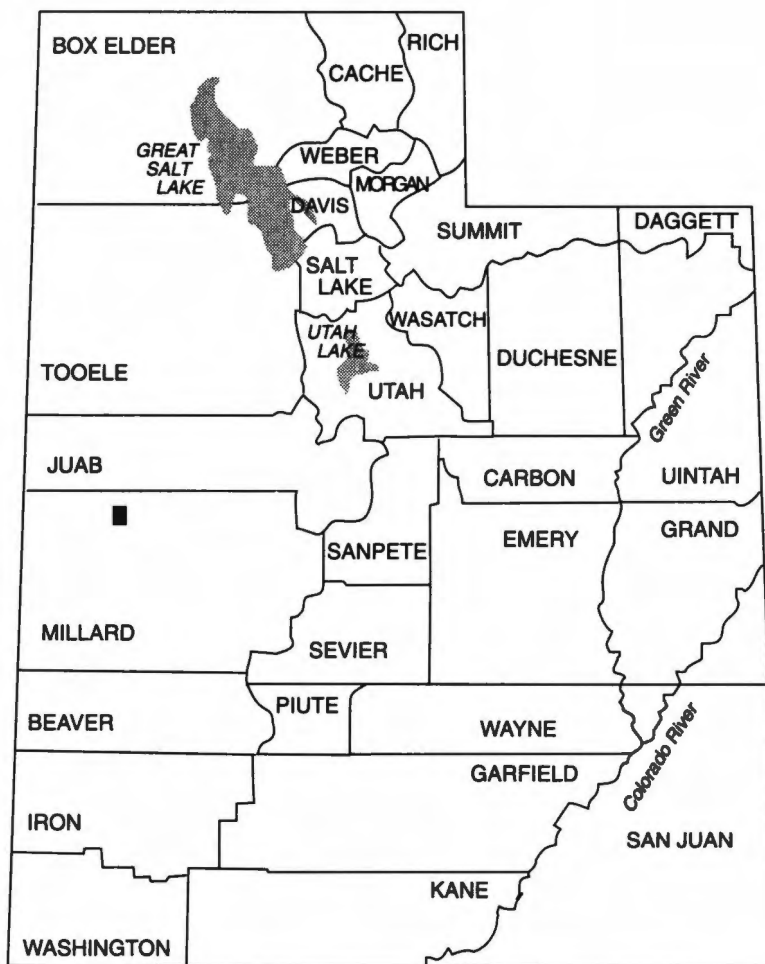 BOX ELDER
RICH
CACHE
GREAT
SALT
LAKE
WEBER
MORGAN
DAVIS
SUMMIT
DAGGETT
SALT
LAKE
UTAH
LAKE
WASATCH
DUCHESNE
TOOELE
UTAH
Green River
JUAB
CARBON
UINTAH
SANPETE
EMERY
GRAND
MILLARD
SEVIER
PIUTE
BEAVER
WAYNE
Colorado River
GARFIELD
IRON
SAN JUAN
KANE
WASHINGTON